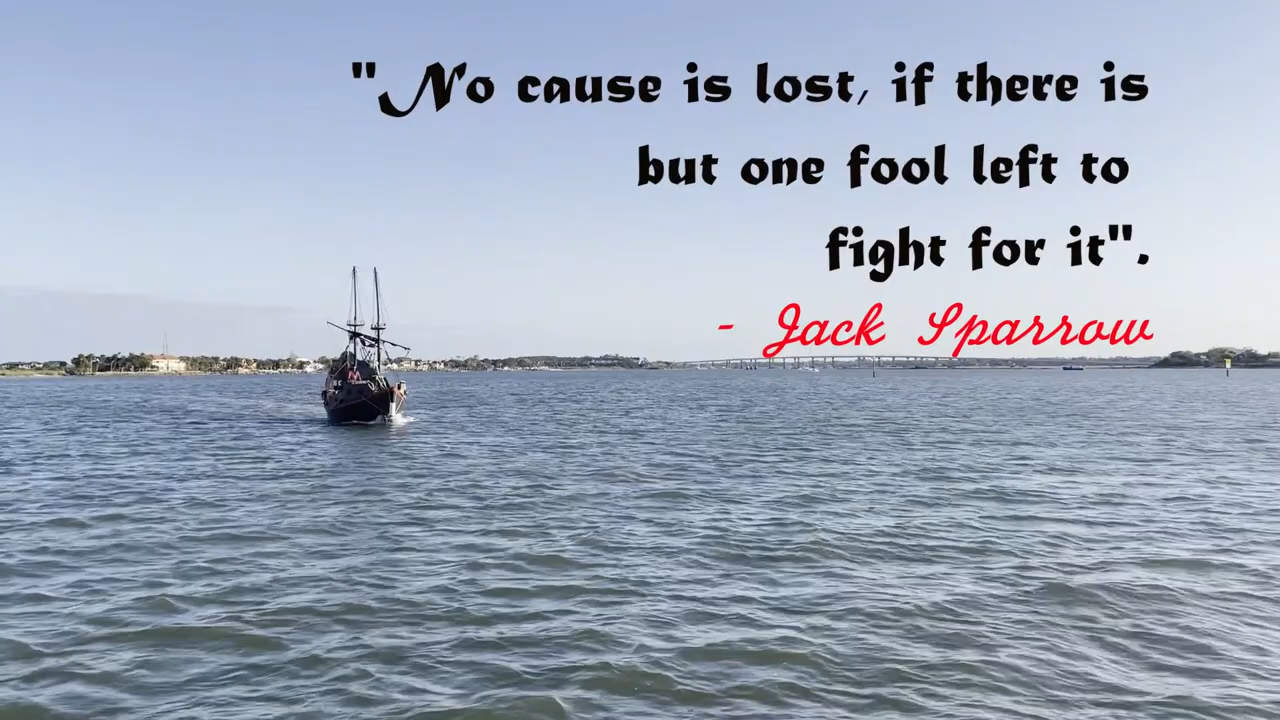 "No cause is lost, if there is
but one fool left to
fight for it".
- Jack Sparrow